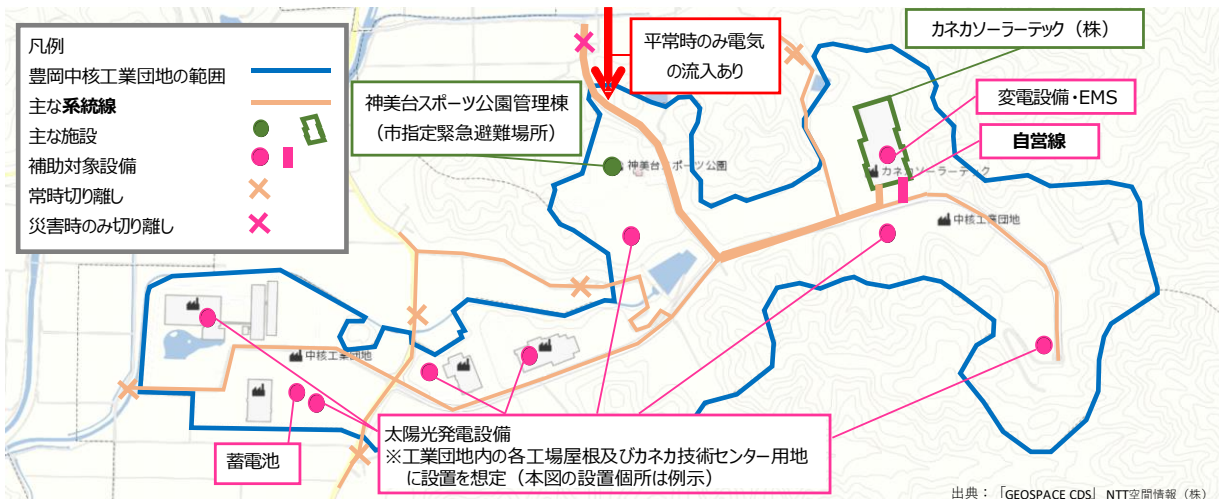 凡例
豊岡中核工業団地の範囲
主な系統線
主な施設
補助対象設備
常時切り離し
災害時のみ切り離し
平常時のみ電気
の流入あり
カネカソーラーテック（株）
神美台スポーツ公園管理棟
（市指定緊急避難場所）
変電設備・EMS
自営線
神美台スポーツ公園
カネカソーラーテック
中核工業団地
中核工業団地
蓄電池
太陽光発電設備
※工業団地内の各工場屋根及びカネカ技術センター用地
に設置を想定（本図の設置個所は例示）
出典：「GEOSPACE CDS」NTT空間情報（株）